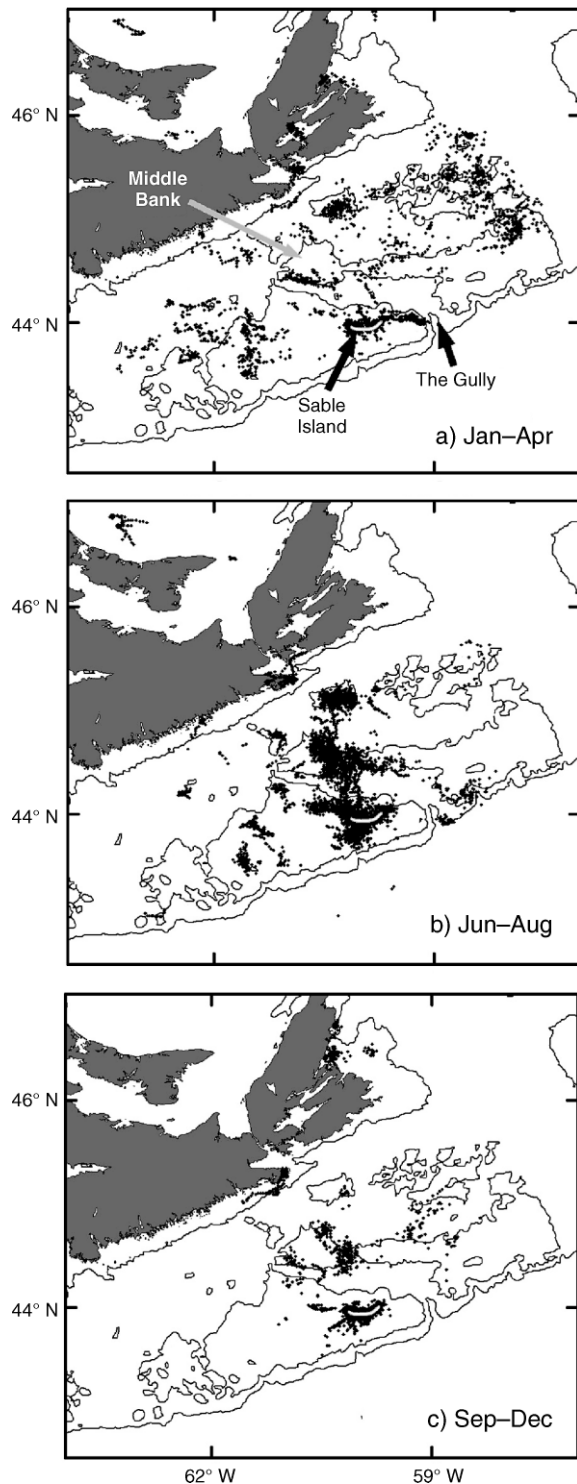 46° N
Middle
Bank
44° N
Sable
Island
The Gully
a) Jan–Apr
46° N
44° N
b) Jun–Aug
46° N
44° N
c) Sep–Dec
62° W
59° W